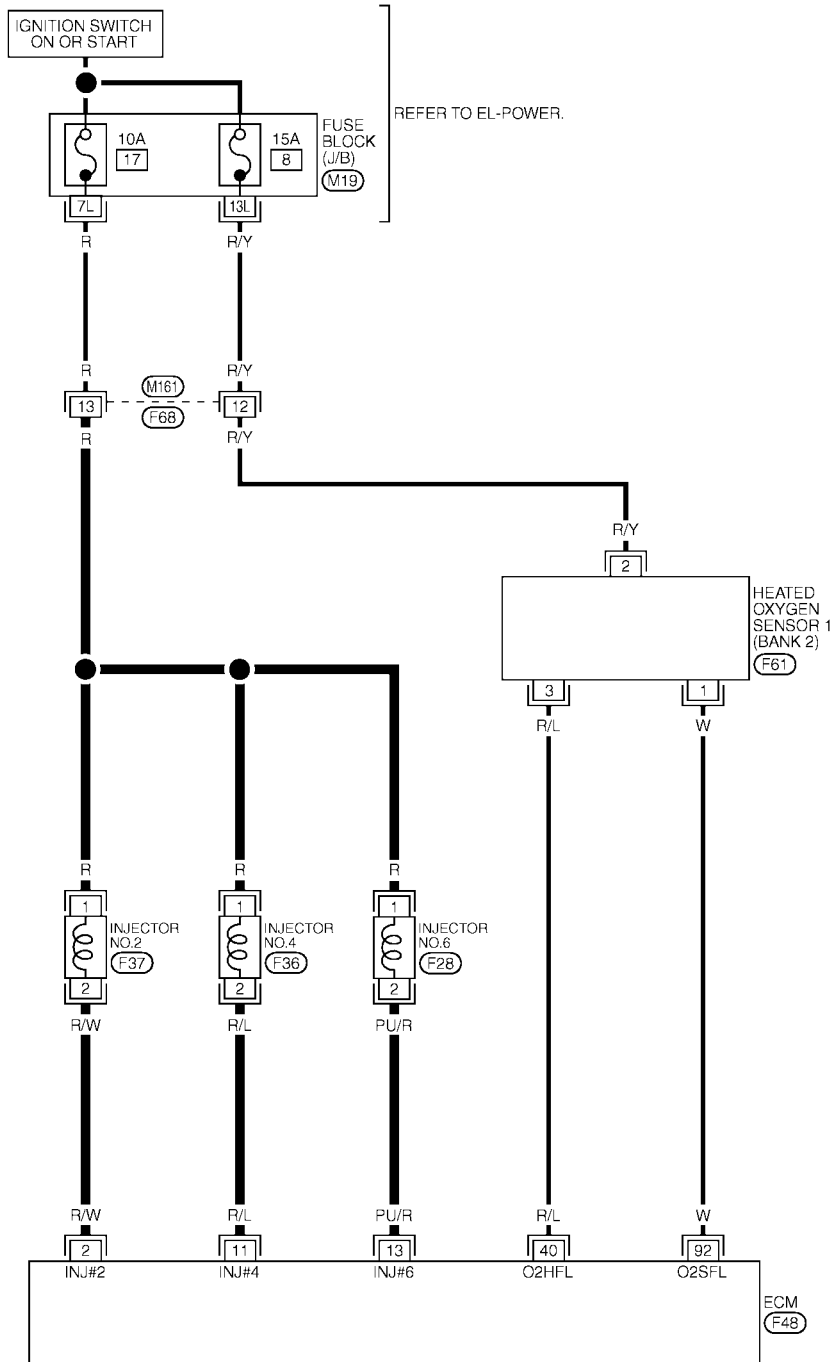 IGNITION SWITCH
ON OR START
REFER TO EL-POWER.
10A
17
15A
8
FUSE
BLOCK
(J/B)
M19
7L
13L
R
R/Y
R
R/Y
13
M161
F68
12
R
R/Y
R/Y
2
HEATED
OXYGEN
SENSOR 1
(BANK 2)
F61
3
1
R/L
W
R
R
R
1
1
1
INJECTOR
NO.2
F37
INJECTOR
NO.4
F36
INJECTOR
NO.6
F28
2
2
2
R/W
R/L
PU/R
R/W
R/L
PU/R
R/L
W
2
11
13
40
92
INJ#2
INJ#4
INJ#6
O2HFL
O2SFL
ECM
F48